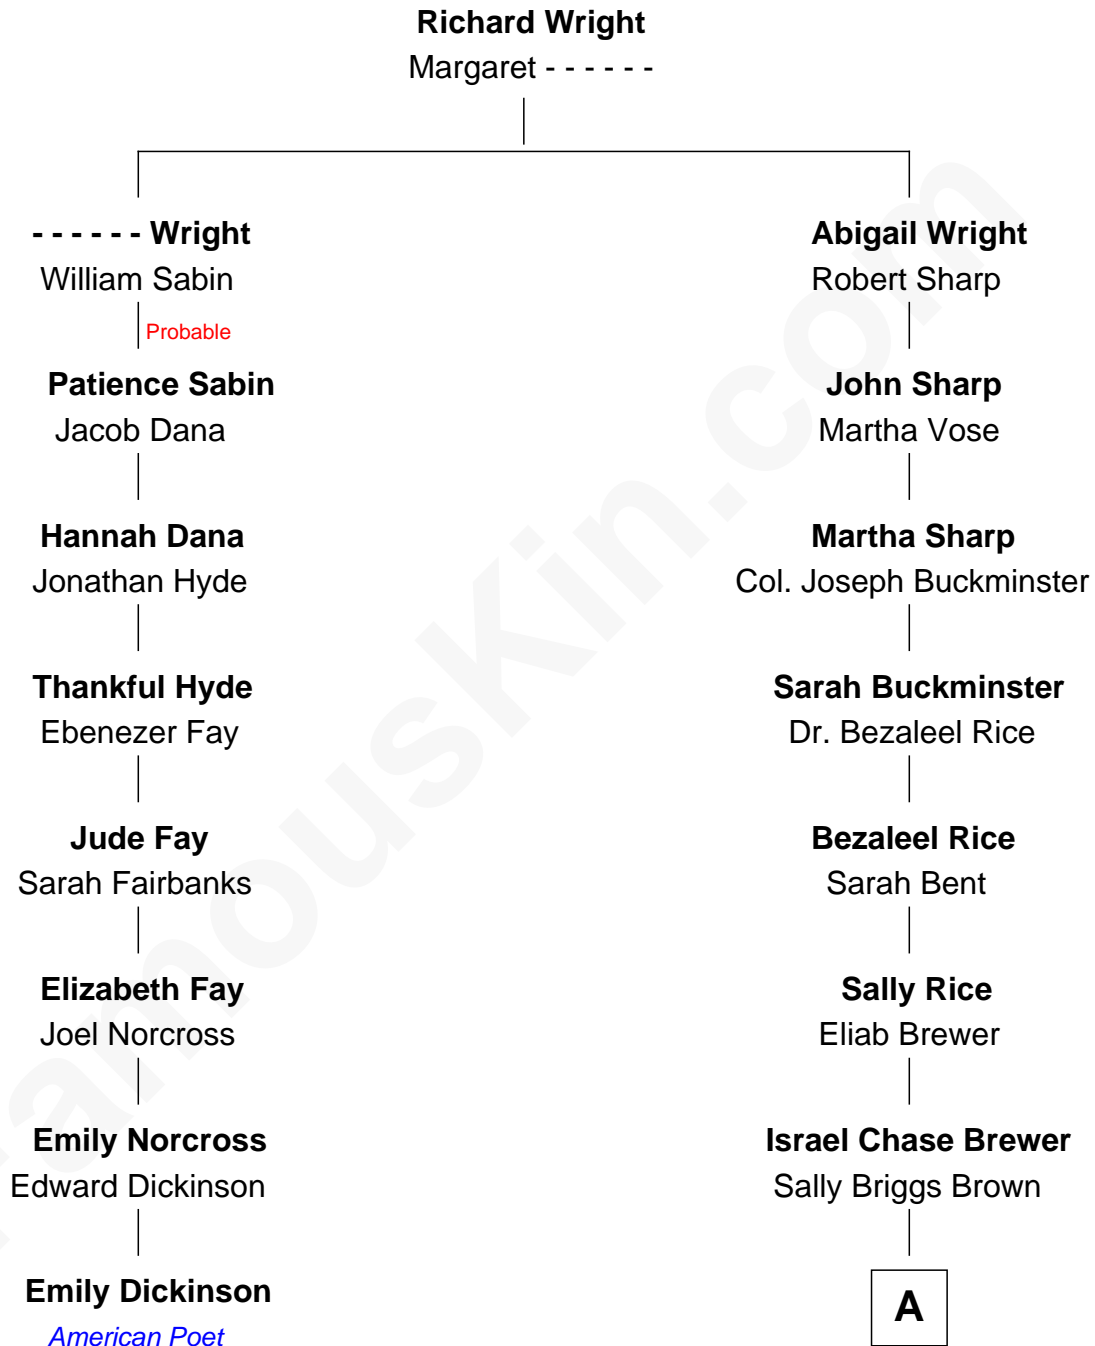 Richard Wright
Margaret - - - - - -
- - - - - - Wright
William Sabin
Probable
Patience Sabin
Jacob Dana
Hannah Dana
Jonathan Hyde
Thankful Hyde
Ebenezer Fay
Jude Fay
Sarah Fairbanks
Elizabeth Fay
Joel Norcross
Emily Norcross
Edward Dickinson
Emily Dickinson
American Poet
Abigail Wright
Robert Sharp
John Sharp
Martha Vose
Martha Sharp
Col. Joseph Buckminster
Sarah Buckminster
Dr. Bezaleel Rice
Bezaleel Rice
Sarah Bent
Sally Rice
Eliab Brewer
Israel Chase Brewer
Sally Briggs Brown
A
FamousKin.com